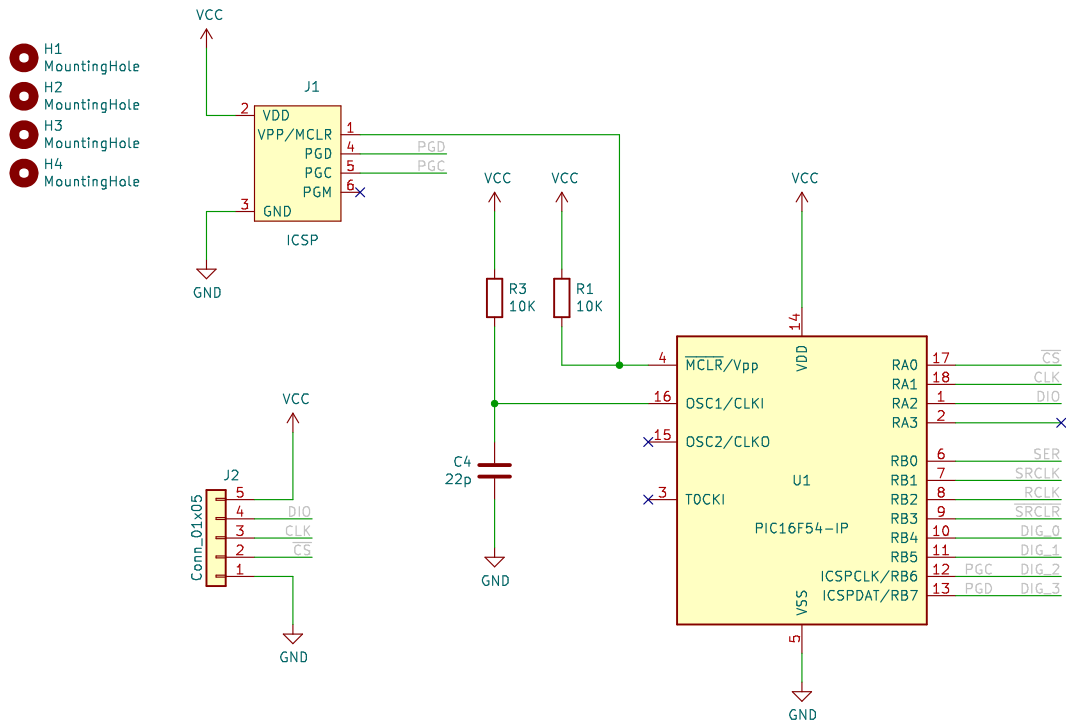 VCC
H1
MountingHole
H2
MountingHole
H3
MountingHole
H4
MountingHole
J1
2 VDD
VPP/MCLR 1
PGD 4 PGD
PGC 5 PGC
PGM 6
3 GND
ICSP
GND
VCC
R3
10K
VCC
R1
10K
VCC
14
VDD
4 MCLR/Vpp
16 OSC1/CLKI
15 OSC2/CLKO
3 TOCKI
U1
PIC16F54-IP
RA0 17 CS
RA1 18 CLK
RA2 1 DIO
RA3 2
RB0 6 SER
RB1 7 SRCLK
RB2 8 RCLK
RB3 9 SRCLR
RB4 10 DIG_0
RB5 11 DIG_1
ICSPCLK/RB6 12 PGC DIG_2
ICSPDAT/RB7 13 PGD DIG_3
VSS
5
GND
C4
22p
GND
VCC
J2
Conn_01x05
5
4 DIO
3 CLK
2 CS
1
GND